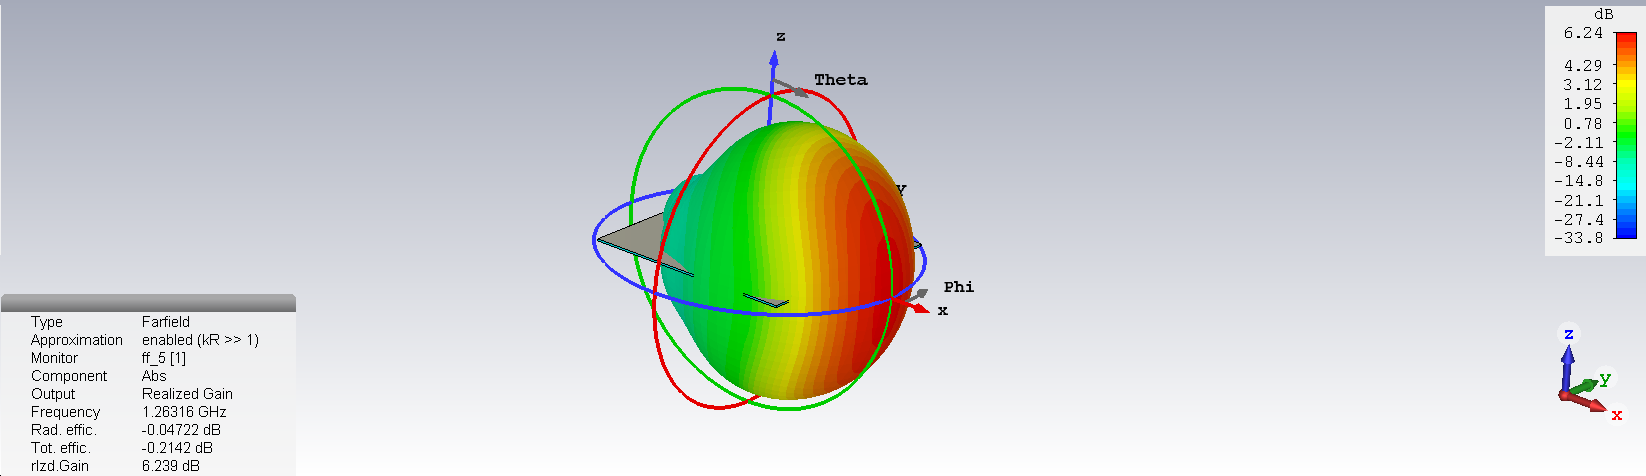 dB
6.24
4.29
3.12
1.95
0.78
-2.11
-8.44
-14.8
-21.1
-27.4
-33.8
z
Theta
Y
Phi
x
Type Farfield
Approximation enabled (kR >> 1)
Monitor ff_5 [1]
Component Abs
Output Realized Gain
Frequency 1.26316 GHz
Rad. effic. -0.04722 dB
Tot. effic. -0.2142 dB
rlzd.Gain 6.239 dB
z
y
x